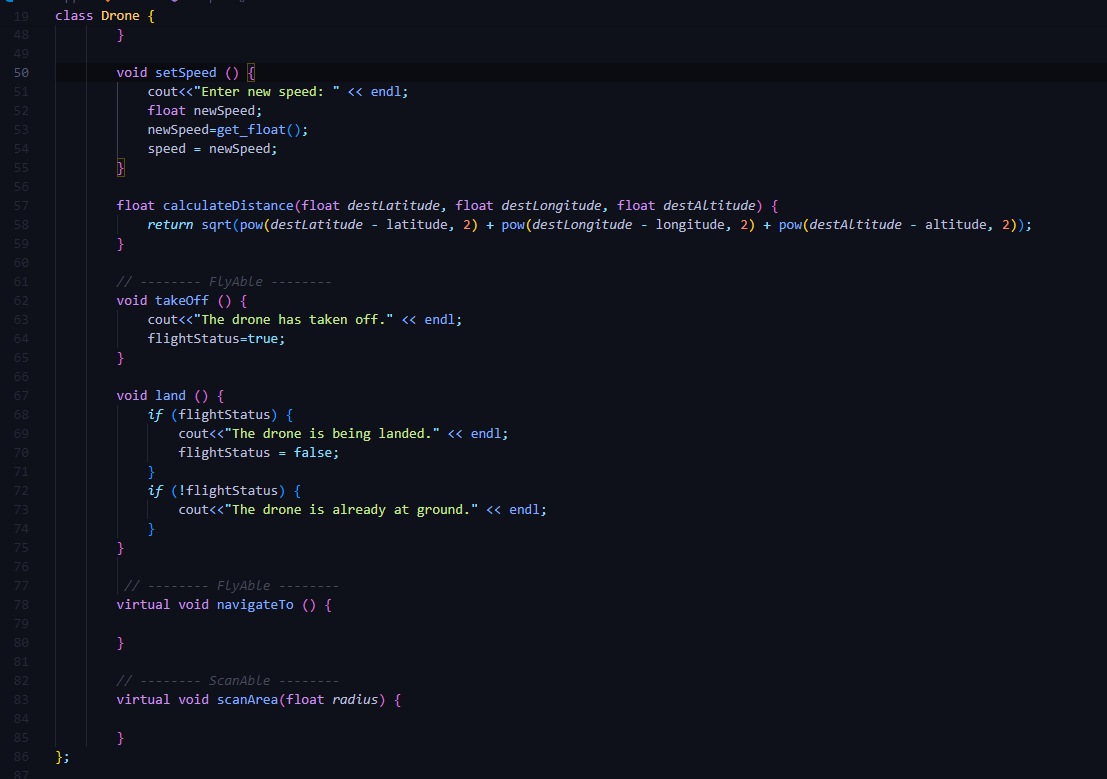 19 class Drone {
48 }
49
50 void setSpeed () {
51 cout<<"Enter new speed: " << endl;
52 float newSpeed;
53 newSpeed=get_float();
54 speed = newSpeed;
55 }
56
57 float calculateDistance(float destLatitude, float destLongitude, float destAltitude) {
58 return sqrt(pow(destLatitude - latitude, 2) + pow(destLongitude - longitude, 2) + pow(destAltitude - altitude, 2));
59 }
60
61 // -------- FlyAble --------
62 void takeOff () {
63 cout<<"The drone has taken off." << endl;
64 flightStatus=true;
65 }
66
67 void land () {
68 if (flightStatus) {
69 cout<<"The drone is being landed." << endl;
70 flightStatus = false;
71 }
72 if (!flightStatus) {
73 cout<<"The drone is already at ground." << endl;
74 }
75 }
76
77 // -------- FlyAble --------
78 virtual void navigateTo () {
79
80 }
81
82 // -------- ScanAble --------
83 virtual void scanArea(float radius) {
84
85 }
86 };
87